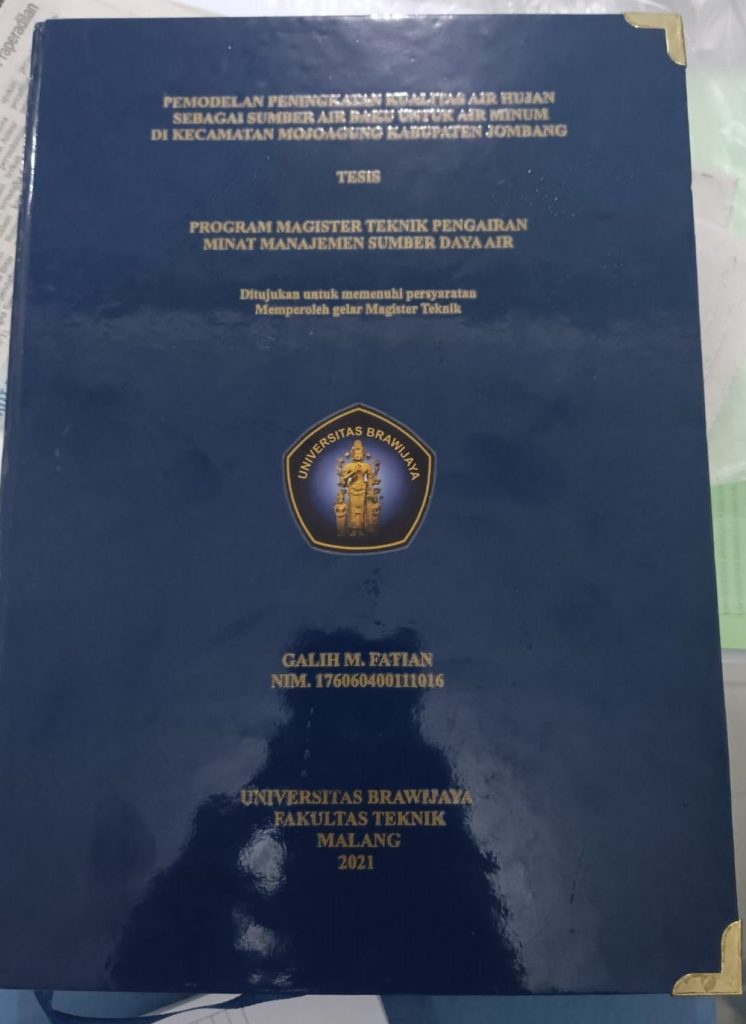 PEMODELAN PENINGKATAN KUALITAS AIR HUJAN
SEBAGAI SUMBER AIR BAKU UNTUK AIR MINUM
DI KECAMATAN MOJOAGUNG KABUPATEN JOMBANG
TESIS
PROGRAM MAGISTER TEKNIK PENGAIRAN
MINAT MANAJEMEN SUMBER DAYA AIR
Ditujukan untuk memenuhi persyaratan
Memperoleh gelar Magister Teknik
UNIVERSITAS BRAWIJAYA
GALIH M. FATIAN
NIM. 176060400111016
UNIVERSITAS BRAWIJAYA
FAKULTAS TEKNIK
MALANG
2021